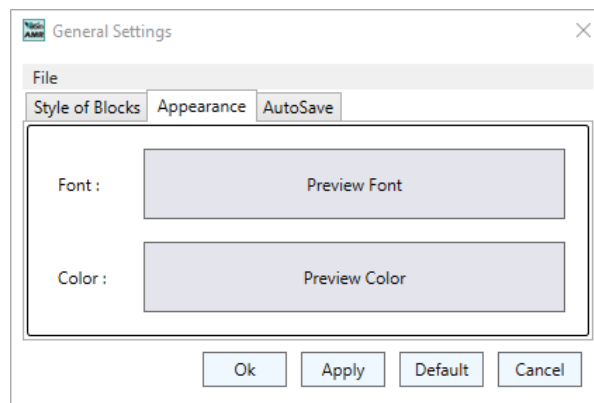 General Settings
File
Style of Blocks Appearance AutoSave
Font : Preview Font
Color : Preview Color
Ok Apply Default Cancel